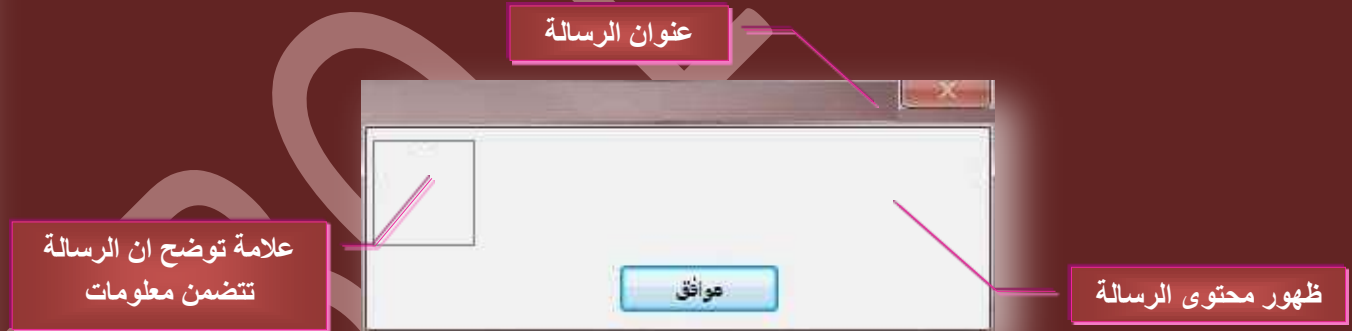 عنوان الرسالة
علامة توضح ان الرسالة
تتضمن معلومات
موافق
ظهور محتوى الرسالة